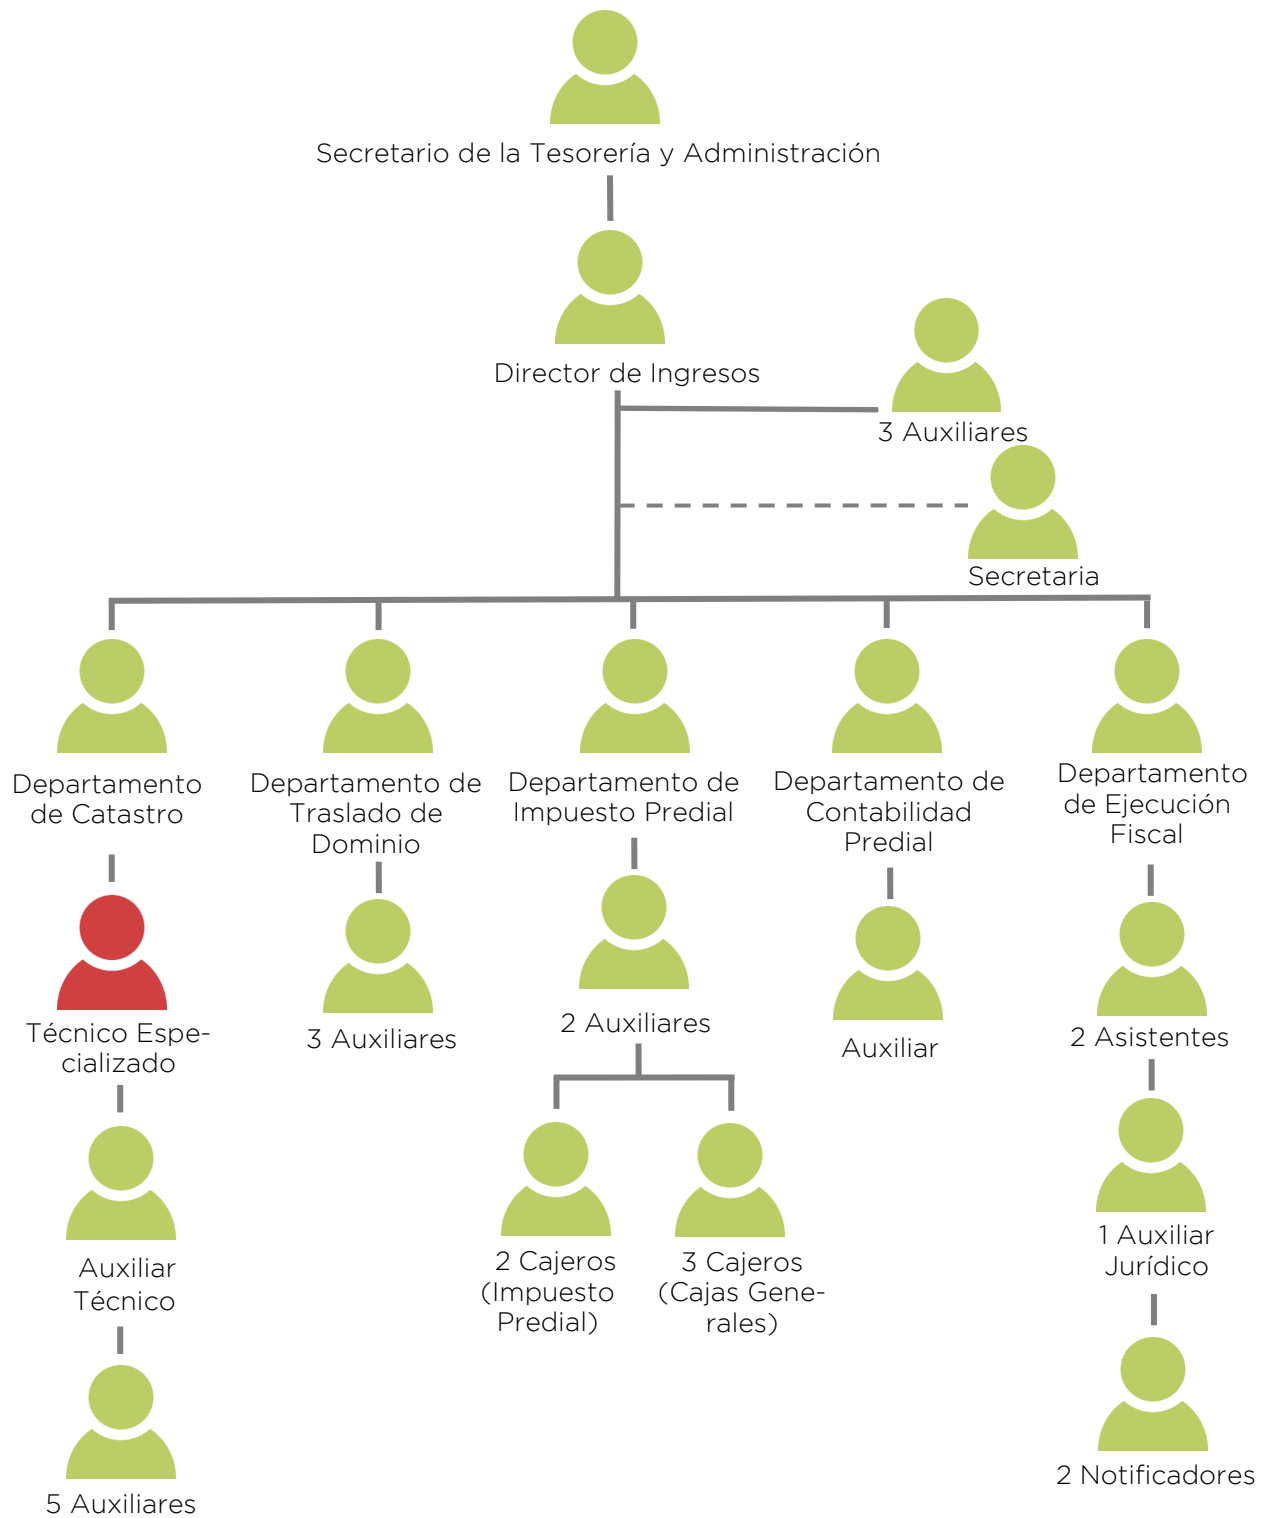 Secretario de la Tesorería y Administración
Director de Ingresos
3 Auxiliares
Secretaria
Departamento
de Catastro
Departamento de
Traslado de
Dominio
Departamento de
Impuesto Predial
Departamento de
Contabilidad
Predial
Departamento
de Ejecución
Fiscal
Técnico Espe-
cializado
3 Auxiliares
2 Auxiliares
Auxiliar
2 Asistentes
Auxiliar
Técnico
2 Cajeros
(Impuesto
Predial)
3 Cajeros
(Cajas Gene-
rales)
1 Auxiliar
Jurídico
5 Auxiliares
2 Notificadores